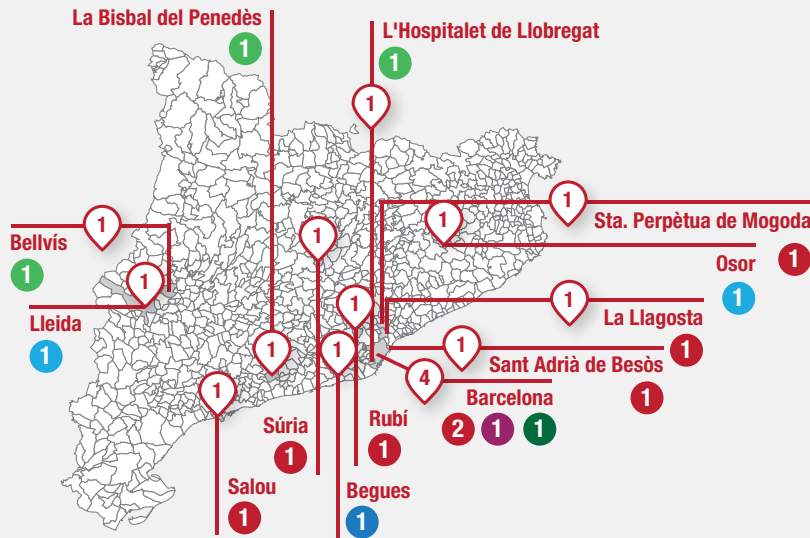 La Bisbal del Penedès
1
L'Hospitalet de Llobregat
1
1
1
Sta. Perpètua de Mogoda
1
1
Bellvís
1
1
Osor
1
1
1
Lleida
1
1
La Llagosta
1
1
Sant Adrià de Besòs
1
1
4
Barcelona
2 1 1
1
1
Súria
1
Rubí
1
1
1
Salou
1
Begues
1